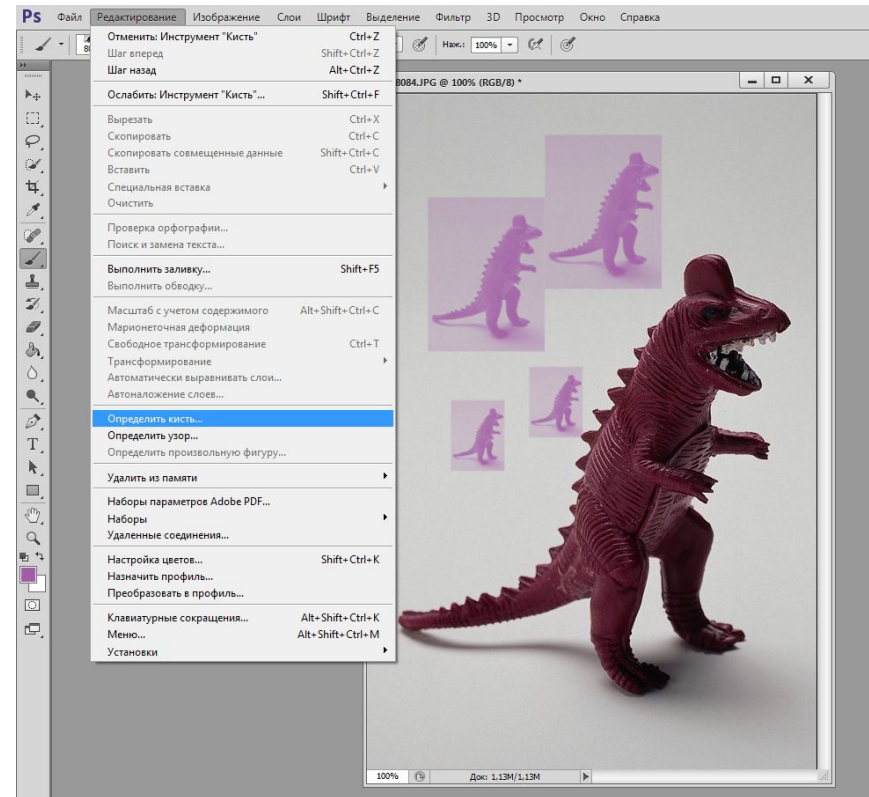 Ps Файл Редактирование Изображение Слои Шрифт Выделение Фильтр 3D Просмотр Окно Справка
Наж.: 100%
8084.JPG @ 100% (RGB/8) *
Отменить: Инструмент "Кисть" Ctrl+Z
Шаг вперед Shift+Ctrl+Z
Шаг назад Alt+Ctrl+Z
Ослабить: Инструмент "Кисть"... Shift+Ctrl+F
Вырезать Ctrl+X
Скопировать Ctrl+C
Скопировать совмещенные данные Shift+Ctrl+C
Вставить Ctrl+V
Специальная вставка
Очистить
Проверка орфографии...
Поиск и замена текста...
Выполнить заливку... Shift+F5
Выполнить обводку...
Масштаб с учетом содержимого Alt+Shift+Ctrl+C
Марионеточная деформация
Свободное трансформирование Ctrl+T
Трансформирование
Автоматически выравнивать слои...
Автоналожение слоев...
Определить кисть...
Определить узор...
Определить произвольную фигуру...
Удалить из памяти
Наборы параметров Adobe PDF...
Наборы
Удаленные соединения...
Настройка цветов... Shift+Ctrl+K
Назначить профиль...
Преобразовать в профиль...
Клавиатурные сокращения... Alt+Shift+Ctrl+K
Меню... Alt+Shift+Ctrl+M
Установки
100% Док: 1,13M/1,13M